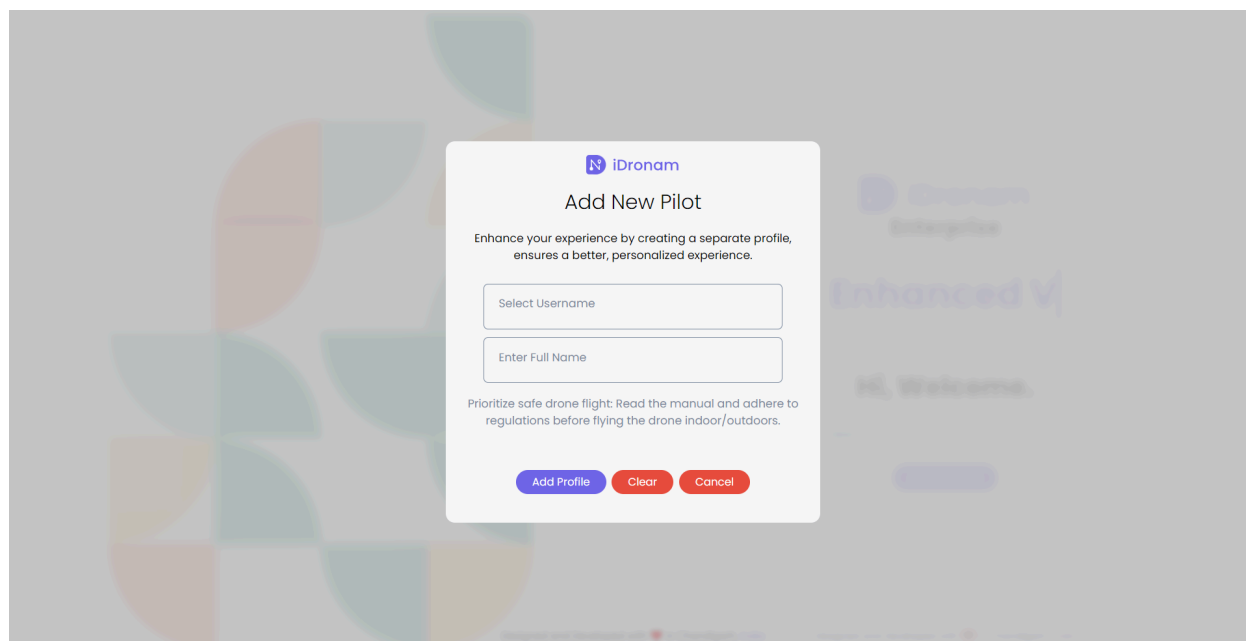 iDronam
Add New Pilot
Enhance your experience by creating a separate profile,
ensures a better, personalized experience.
Select Username
Enter Full Name
Prioritize safe drone flight: Read the manual and adhere to
regulations before flying the drone indoor/outdoors.
Add Profile Clear Cancel
iDronam
Enterprise
Enhanced V
Hi, Welcome.